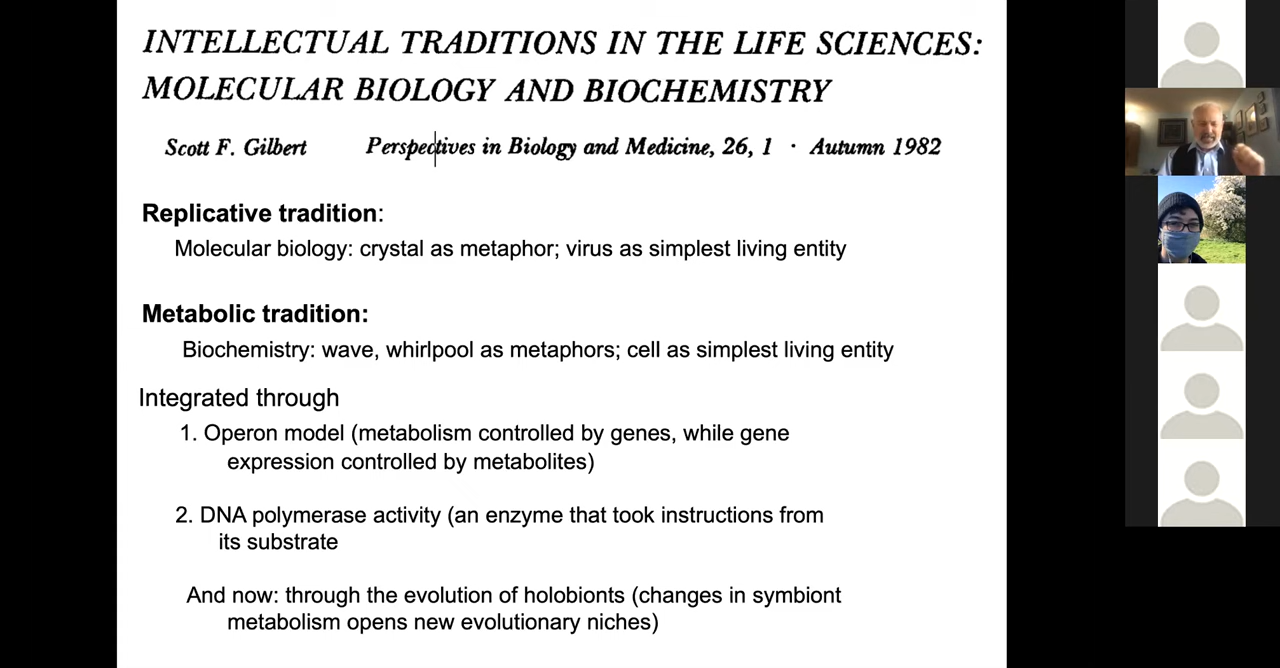 INTELLECTUAL TRADITIONS IN THE LIFE SCIENCES:
MOLECULAR BIOLOGY AND BIOCHEMISTRY
Scott F. Gilbert Perspectives in Biology and Medicine, 26, 1 · Autumn 1982
Replicative tradition:
Molecular biology: crystal as metaphor; virus as simplest living entity
Metabolic tradition:
Biochemistry: wave, whirlpool as metaphors; cell as simplest living entity
Integrated through
1. Operon model (metabolism controlled by genes, while gene
expression controlled by metabolites)
2. DNA polymerase activity (an enzyme that took instructions from
its substrate
And now: through the evolution of holobionts (changes in symbiont
metabolism opens new evolutionary niches)